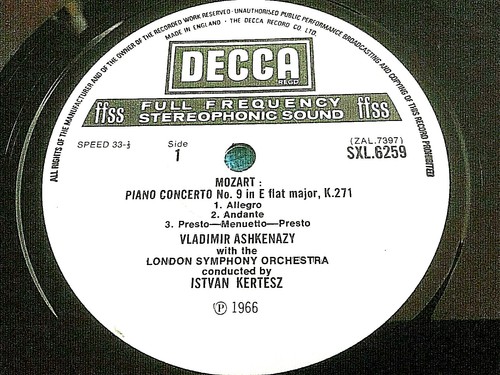 ALL RIGHTS OF THE MANUFACTURER AND OF THE OWNER OF THE RECORDED WORK RESERVED · UNAUTHORISED PUBLIC PERFORMANCE BROADCASTING AND COPYING OF THIS RECORD PROHIBITED
MADE IN ENGLAND · THE DECCA RECORD CO. LTD.
DECCA
REGD
ffss FULL FREQUENCY STEREOPHONIC SOUND ffss
SPEED 33-⅓
Side 1
(ZAL.7397)
SXL.6259
MOZART :
PIANO CONCERTO No. 9 in E flat major, K.271
1. Allegro
2. Andante
3. Presto—Menuetto—Presto
VLADIMIR ASHKENAZY
with the
LONDON SYMPHONY ORCHESTRA
conducted by
ISTVAN KERTESZ
Ⓟ 1966